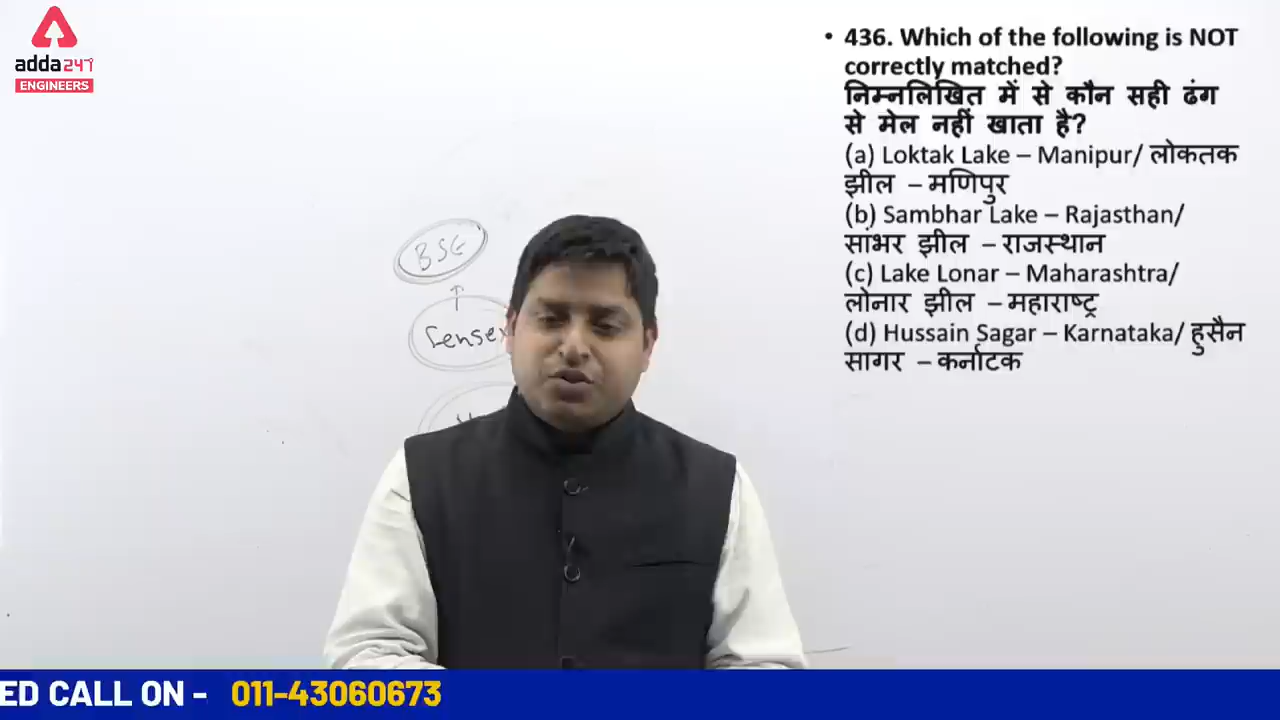 adda247
ENGINEERS
• 436. Which of the following is NOT
correctly matched?
निम्नलिखित में से कौन सही ढंग
से मेल नहीं खाता है?
(a) Loktak Lake – Manipur/ लोकतक
झील – मणिपुर
(b) Sambhar Lake – Rajasthan/
सांभर झील – राजस्थान
(c) Lake Lonar – Maharashtra/
लोनार झील – महाराष्ट्र
(d) Hussain Sagar – Karnataka/ हुसैन
सागर – कर्नाटक
BSE
Sensex
ED CALL ON - 011-43060673